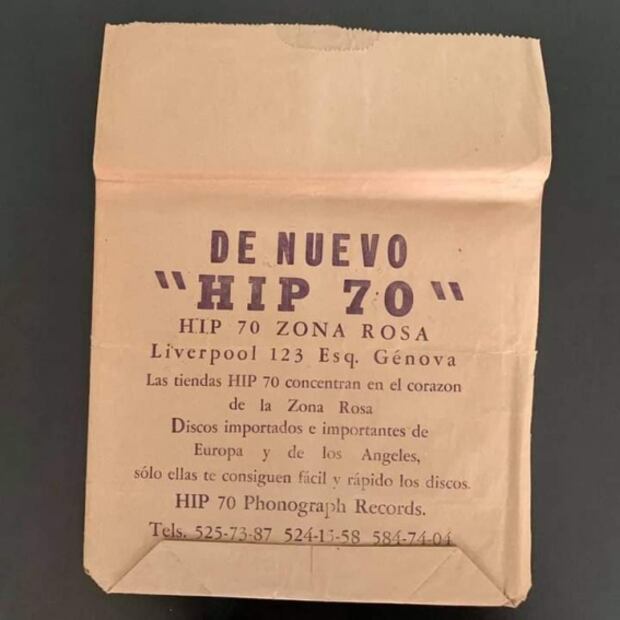 DE NUEVO
"HIP 70"
HIP 70 ZONA ROSA
Liverpool 123 Esq. Génova
Las tiendas HIP 70 concentran en el corazon
de la Zona Rosa
Discos importados e importantes de
Europa y de los Angeles,
sólo ellas te consiguen fácil y rápido los discos.
HIP 70 Phonograph Records.
Tels. 525-73-87 524-15-58 584-74-04